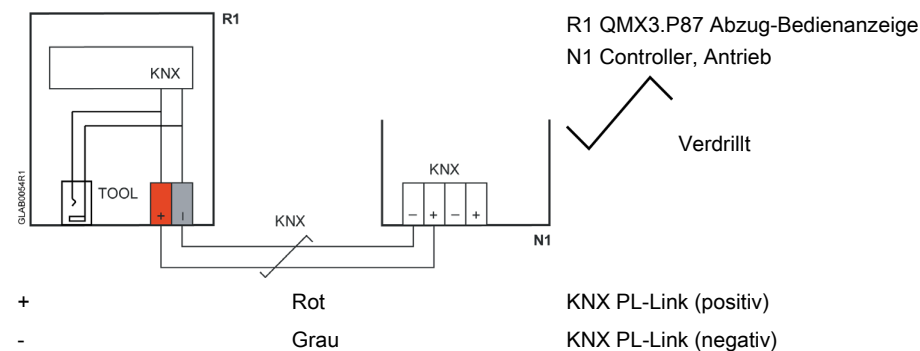 R1
R1 QMX3.P87 Abzug-Bedienanzeige
N1 Controller, Antrieb
KNX
Verdrillt
KNX
GLAB0054R1
TOOL
+ −
− + − +
KNX
N1
+ Rot KNX PL-Link (positiv)
- Grau KNX PL-Link (negativ)